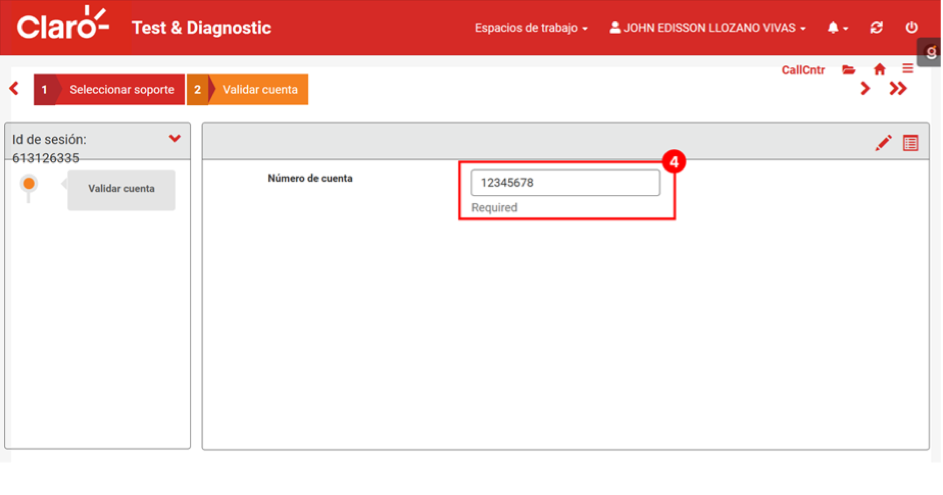 Claro
Test & Diagnostic
Espacios de trabajo
JOHN EDISSON LLOZANO VIVAS
g
CallCntr
1 Seleccionar soporte
2 Validar cuenta
Id de sesión:
613126335
Validar cuenta
4
Número de cuenta
12345678
Required